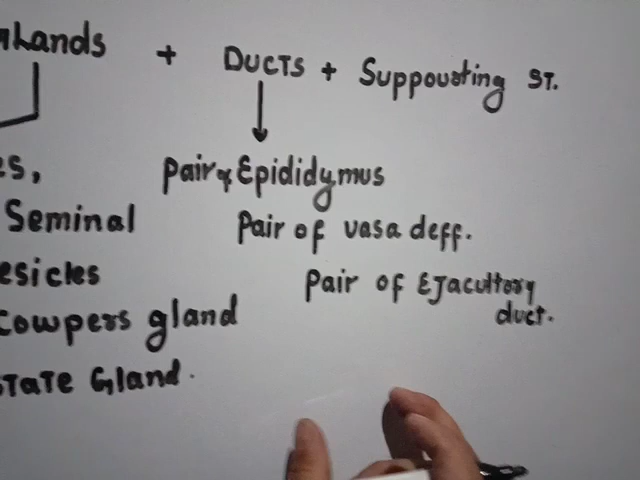 Glands + Ducts + Suppousting ST.
es, Pair of Epididymus
Seminal Pair of vasa deff.
esicles Pair of Ejacultory
Cowpers gland duct.
STATE Gland.